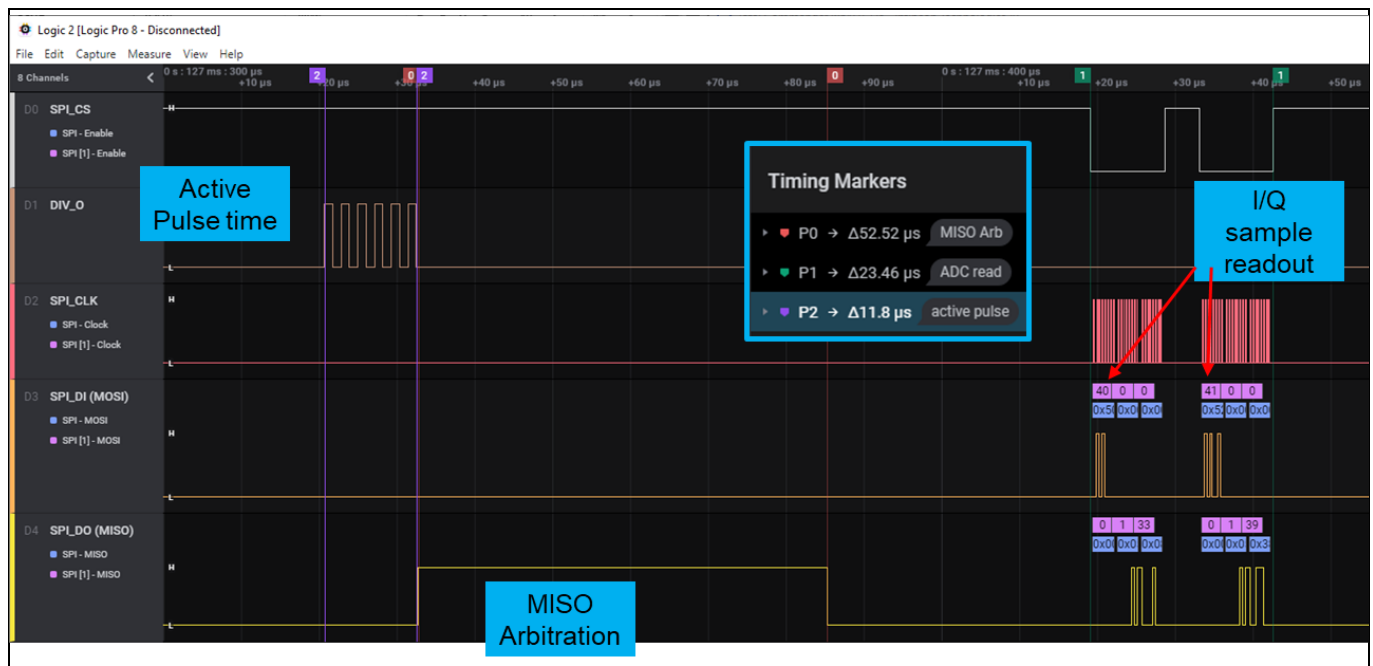 Logic 2 [Logic Pro 8 - Disconnected]
File Edit Capture Measure View Help
8 Channels
0 s : 127 ms : 300 µs
+10 µs
2
+20 µs
0 2
+40 µs
+50 µs
+60 µs
+70 µs
+80 µs
0
+90 µs
0 s : 127 ms : 400 µs
+10 µs
1
+20 µs
+30 µs
+40 µs
1
+50 µs
D0 SPI_CS
SPI - Enable
SPI [1] - Enable
H
Active
Pulse time
D1 DIV_O
L
Timing Markers
P0 → Δ52.52 µs MISO Arb
P1 → Δ23.46 µs ADC read
P2 → Δ11.8 µs active pulse
I/Q
sample
readout
D2 SPI_CLK
SPI - Clock
SPI [1] - Clock
H
L
D3 SPI_DI (MOSI)
SPI - MOSI
SPI [1] - MOSI
H
L
40 0 0
41 0 0
D4 SPI_DO (MISO)
SPI - MISO
SPI [1] - MISO
H
L
0 1 33
0 1 39
MISO
Arbitration